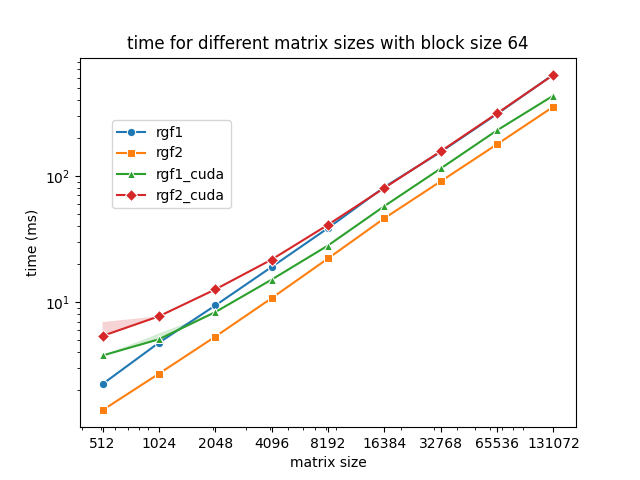 time for different matrix sizes with block size 64
rgf1
rgf2
rgf1_cuda
rgf2_cuda
time (ms)
10²
10¹
512 1024 2048 4096 8192 16384 32768 65536 131072
matrix size